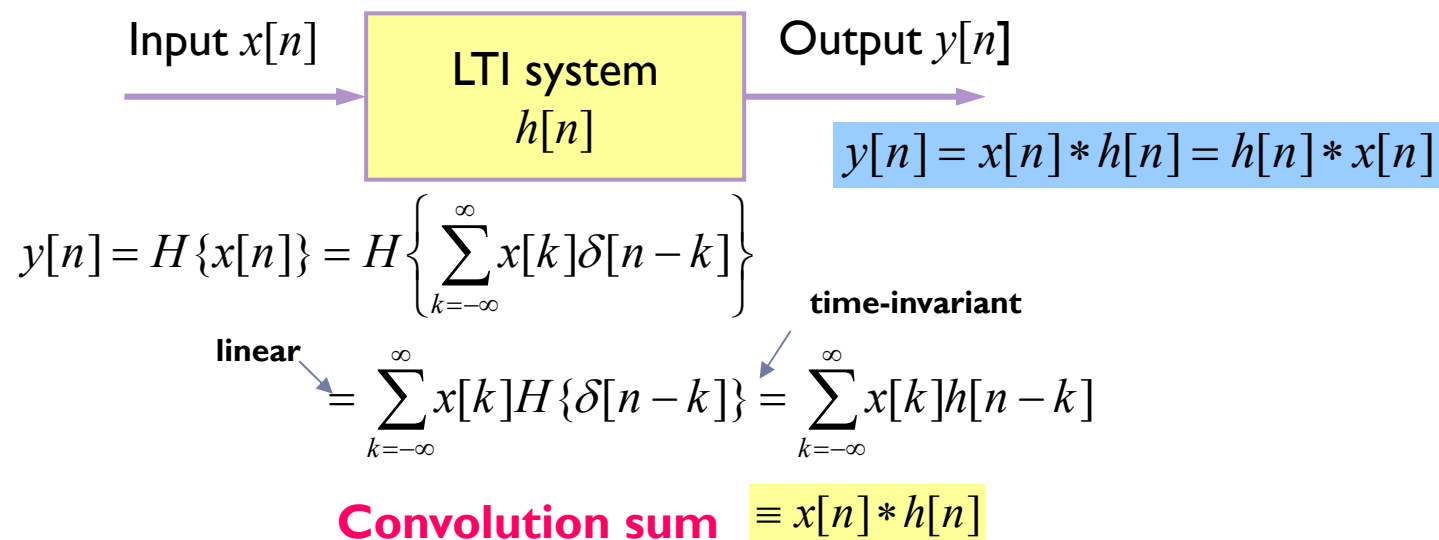 Input x[n]
LTI system
h[n]
Output y[n]
y[n] = x[n] * h[n] = h[n] * x[n]
y[n] = H{x[n]} = H{∑_{k=-∞}^{∞} x[k]δ[n − k]}
time-invariant
linear
= ∑_{k=-∞}^{∞} x[k]H{δ[n − k]} = ∑_{k=-∞}^{∞} x[k]h[n − k]
Convolution sum ≡ x[n] * h[n]